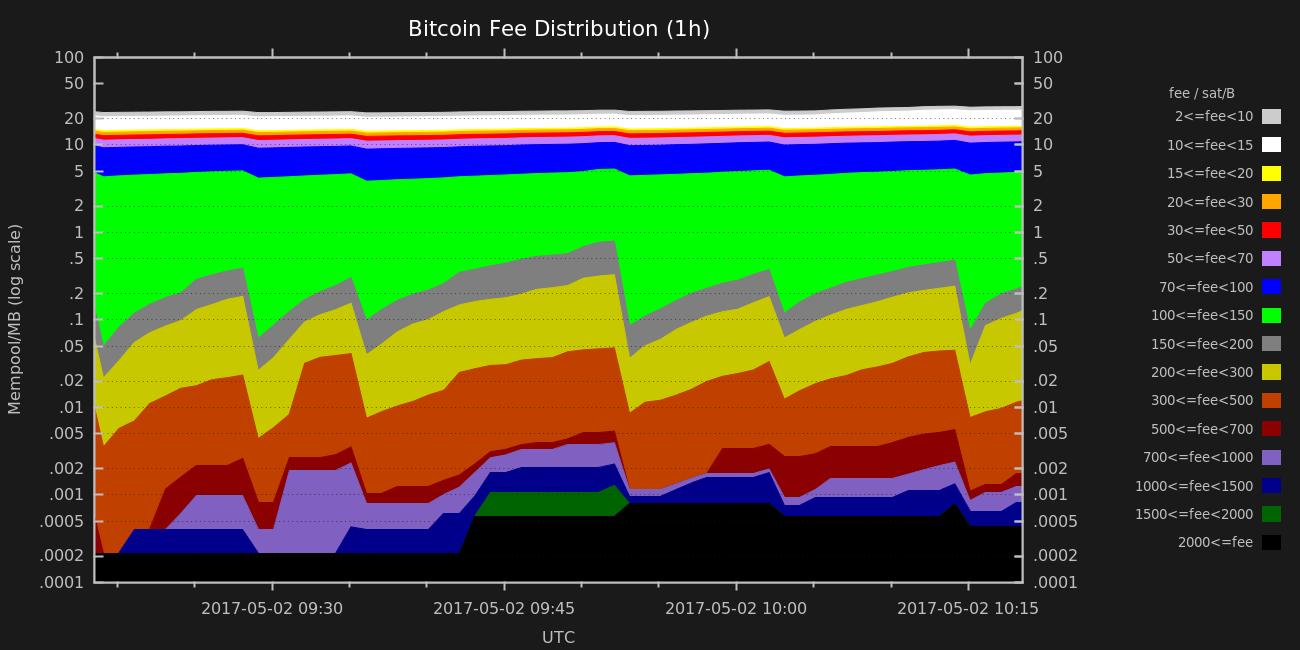 Bitcoin Fee Distribution (1h)
100
50
20
10
5
2
1
.5
.2
.1
.05
.02
.01
.005
.002
.001
.0005
.0002
.0001
Mempool/MB (log scale)
100
50
20
10
5
2
1
.5
.2
.1
.05
.02
.01
.005
.002
.001
.0005
.0002
.0001
2017-05-02 09:30
2017-05-02 09:45
2017-05-02 10:00
2017-05-02 10:15
UTC
fee / sat/B
2<=fee<10
10<=fee<15
15<=fee<20
20<=fee<30
30<=fee<50
50<=fee<70
70<=fee<100
100<=fee<150
150<=fee<200
200<=fee<300
300<=fee<500
500<=fee<700
700<=fee<1000
1000<=fee<1500
1500<=fee<2000
2000<=fee